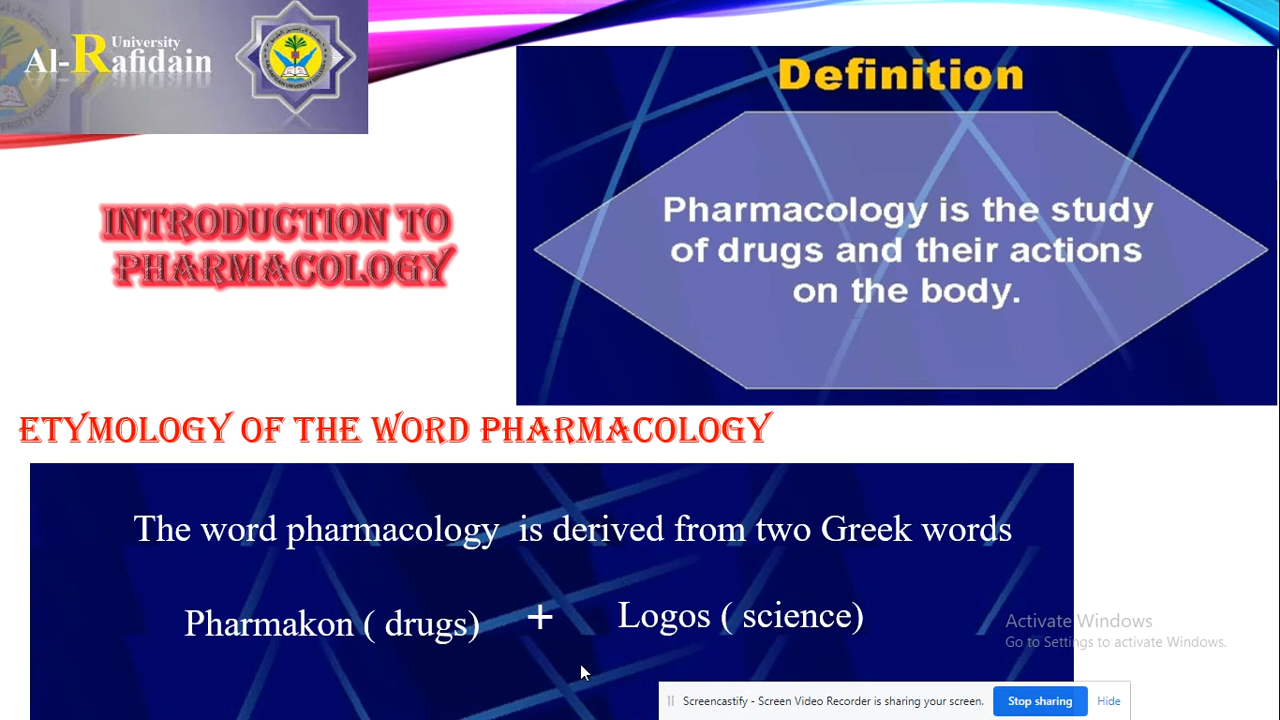 University
Al-Rafidain
Definition
Pharmacology is the study
of drugs and their actions
on the body.
INTRODUCTION TO
PHARMACOLOGY
ETYMOLOGY OF THE WORD PHARMACOLOGY
The word pharmacology is derived from two Greek words
Pharmakon ( drugs) + Logos ( science)
Activate Windows
Go to Settings to activate Windows.
Screencastify - Screen Video Recorder is sharing your screen.
Stop sharing
Hide